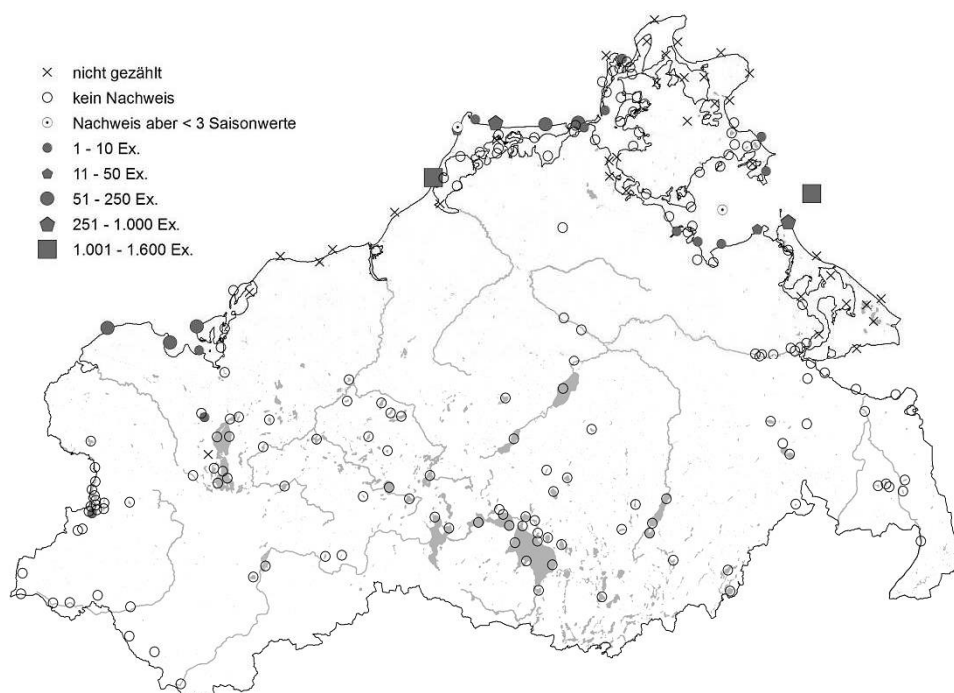 nicht gezählt
kein Nachweis
Nachweis aber < 3 Saisonwerte
1 - 10 Ex.
11 - 50 Ex.
51 - 250 Ex.
251 - 1.000 Ex.
1.001 - 1.600 Ex.